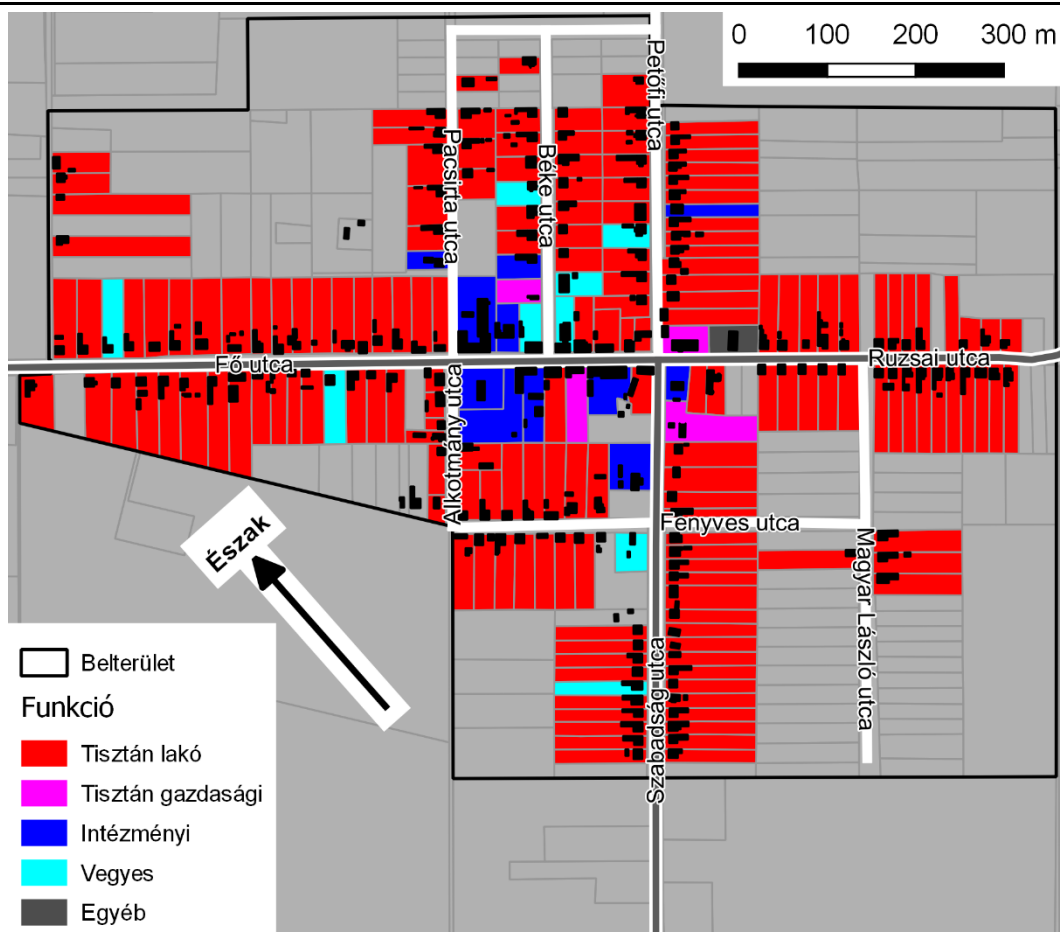 0 100 200 300 m
Petőfi utca
Pacsirta utca
Béke utca
Fő utca
Ruzsai utca
Alkotmány utca
Fenyves utca
Észak
Magyar László utca
Szabadság utca
Belterület
Funkció
Tisztán lakó
Tisztán gazdasági
Intézményi
Vegyes
Egyéb